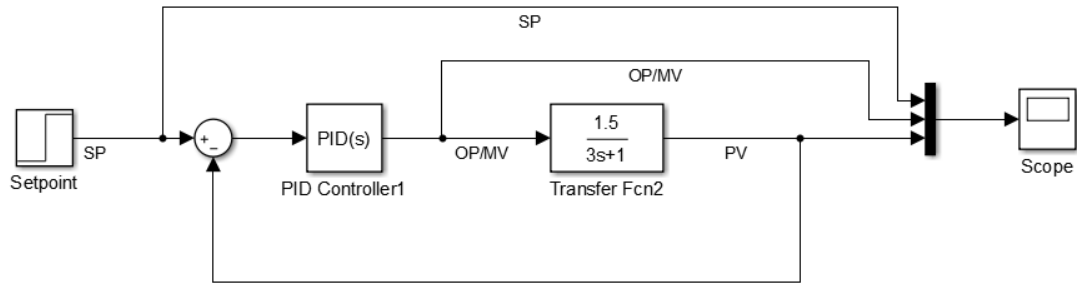 SP
OP/MV
+
−
PID(s)
1.5
3s+1
SP
OP/MV
PV
Setpoint
PID Controller1
Transfer Fcn2
Scope